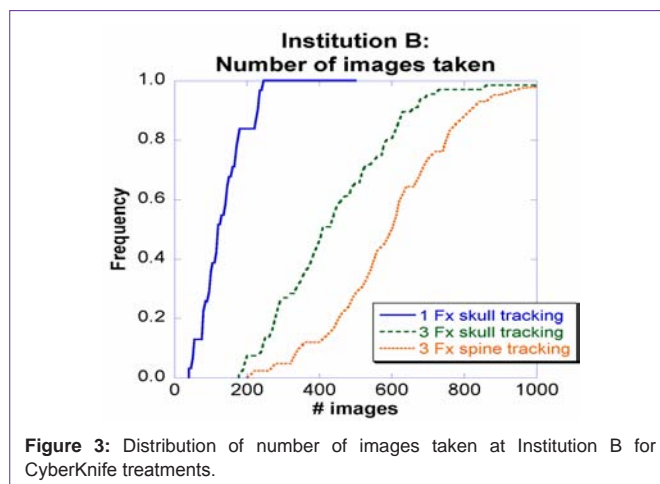 Institution B:
Number of images taken
1.0
0.8
0.6
0.4
0.2
0.0
Frequency
0 200 400 600 800 1000
# images
1 Fx skull tracking
3 Fx skull tracking
3 Fx spine tracking
Figure 3: Distribution of number of images taken at Institution B for
CyberKnife treatments.